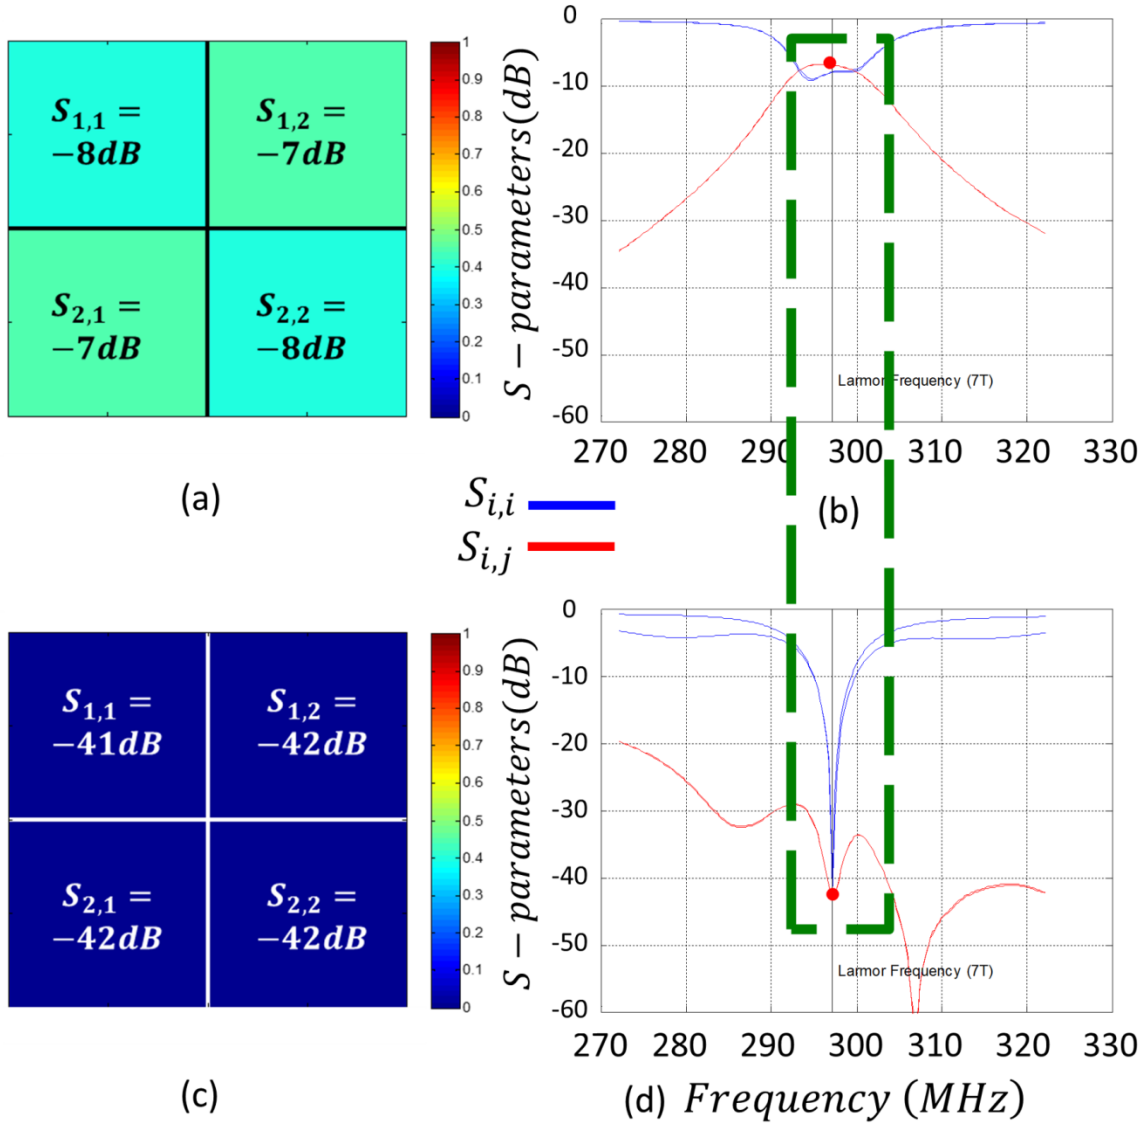 S1,1 =
−8dB
S1,2 =
−7dB
S2,1 =
−7dB
S2,2 =
−8dB
1
0.9
0.8
0.7
0.6
0.5
0.4
0.3
0.2
0.1
0
(a)
S − parameters(dB)
0
-10
-20
-30
-40
-50
-60
Larmor Frequency (7T)
270 280 290 300 310 320 330
(b)
Si,i
Si,j
S1,1 =
−41dB
S1,2 =
−42dB
S2,1 =
−42dB
S2,2 =
−42dB
1
0.9
0.8
0.7
0.6
0.5
0.4
0.3
0.2
0.1
0
(c)
S − parameters(dB)
0
-10
-20
-30
-40
-50
-60
Larmor Frequency (7T)
270 280 290 300 310 320 330
(d) Frequency (MHz)